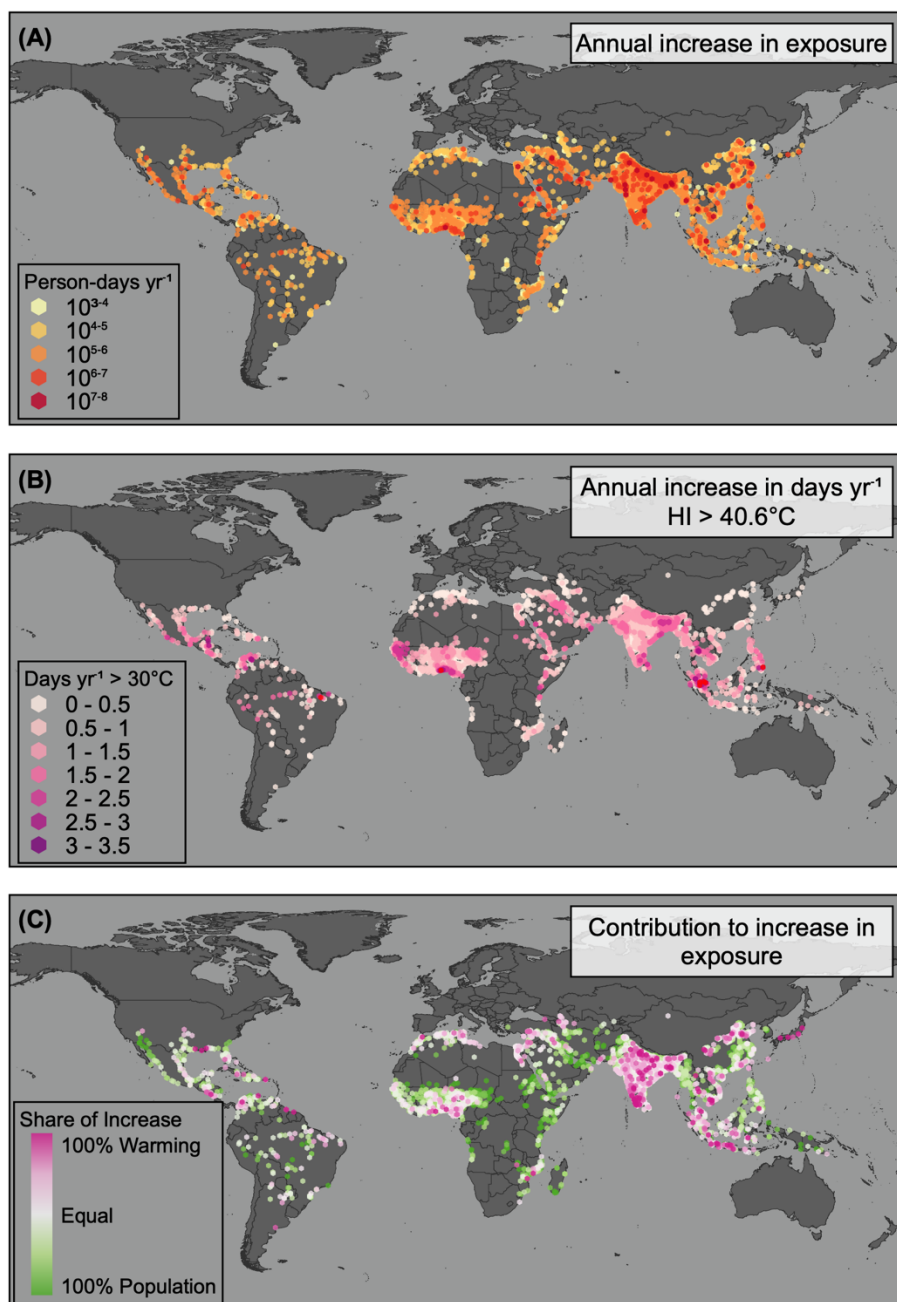 (A)
Annual increase in exposure
Person-days yr⁻¹
10³⁻⁴
10⁴⁻⁵
10⁵⁻⁶
10⁶⁻⁷
10⁷⁻⁸
(B)
Annual increase in days yr⁻¹
HI > 40.6°C
Days yr⁻¹ > 30°C
0 - 0.5
0.5 - 1
1 - 1.5
1.5 - 2
2 - 2.5
2.5 - 3
3 - 3.5
(C)
Contribution to increase in
exposure
Share of Increase
100% Warming
Equal
100% Population